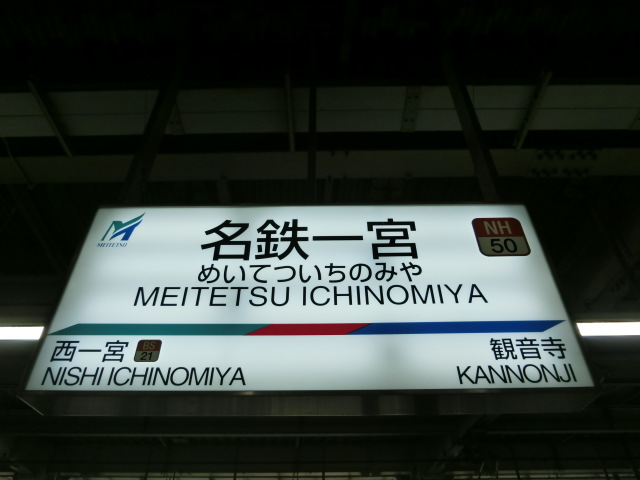 MEITETSU
名鉄一宮
NH
50
めいてついちのみや
MEITETSU ICHINOMIYA
西一宮
BS
21
NISHI ICHINOMIYA
観音寺
KANNONJI